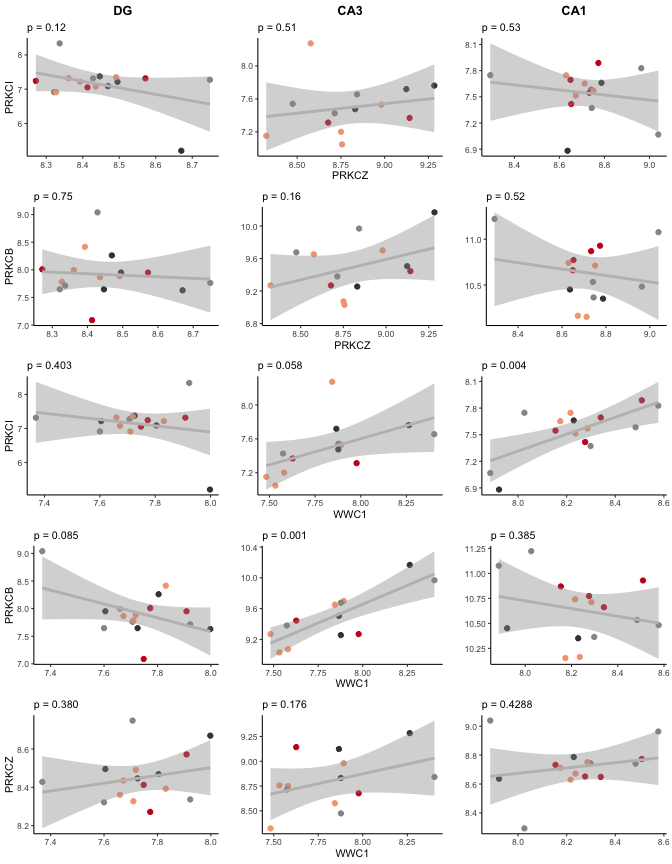 DG CA3 CA1
p = 0.12 p = 0.51 p = 0.53
PRKCI
8 7 6
7.6 7.2
8.1 7.7 7.3 6.9
8.3 8.4 8.5 8.6 8.7 8.4 8.7 9.0 9.3 8.4 8.6 8.8 9.0
PRKCZ
p = 0.75 p = 0.16 p = 0.52
PRKCB
9.0 8.5 8.0 7.5 7.0
10.0 9.6 9.2 8.8
11.0 10.5
8.3 8.4 8.5 8.6 8.7 8.50 8.75 9.00 9.25 8.4 8.6 8.8 9.0
PRKCZ
p = 0.403 p = 0.058 p = 0.004
PRKCI
8 7 6
8.0 7.6 7.2
8.1 7.8 7.5 7.2 6.9
7.4 7.6 7.8 8.0 7.50 7.75 8.00 8.25 8.0 8.2 8.4 8.6
WWC1
p = 0.085 p = 0.001 p = 0.385
PRKCB
9.0 8.5 8.0 7.5 7.0
10.4 10.0 9.6 9.2
11.25 11.00 10.75 10.50 10.25
7.4 7.6 7.8 8.0 7.50 7.75 8.00 8.25 8.0 8.2 8.4 8.6
WWC1
p = 0.380 p = 0.176 p = 0.4288
PRKCZ
8.6 8.4 8.2
9.25 9.00 8.75 8.50
9.0 8.8 8.6 8.4
7.4 7.6 7.8 8.0 7.50 7.75 8.00 8.25 8.0 8.2 8.4 8.6
WWC1